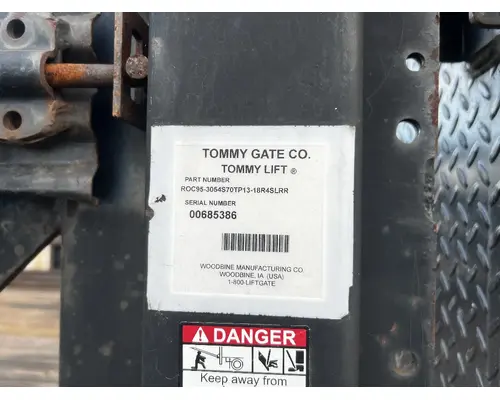 TOMMY GATE CO.
TOMMY LIFT ®
PART NUMBER
ROC95-3054S70TP13-18R4SLRR
SERIAL NUMBER
00685386
WOODBINE MANUFACTURING CO.
WOODBINE, IA (USA)
1-800-LIFTGATE
DANGER
Keep away from